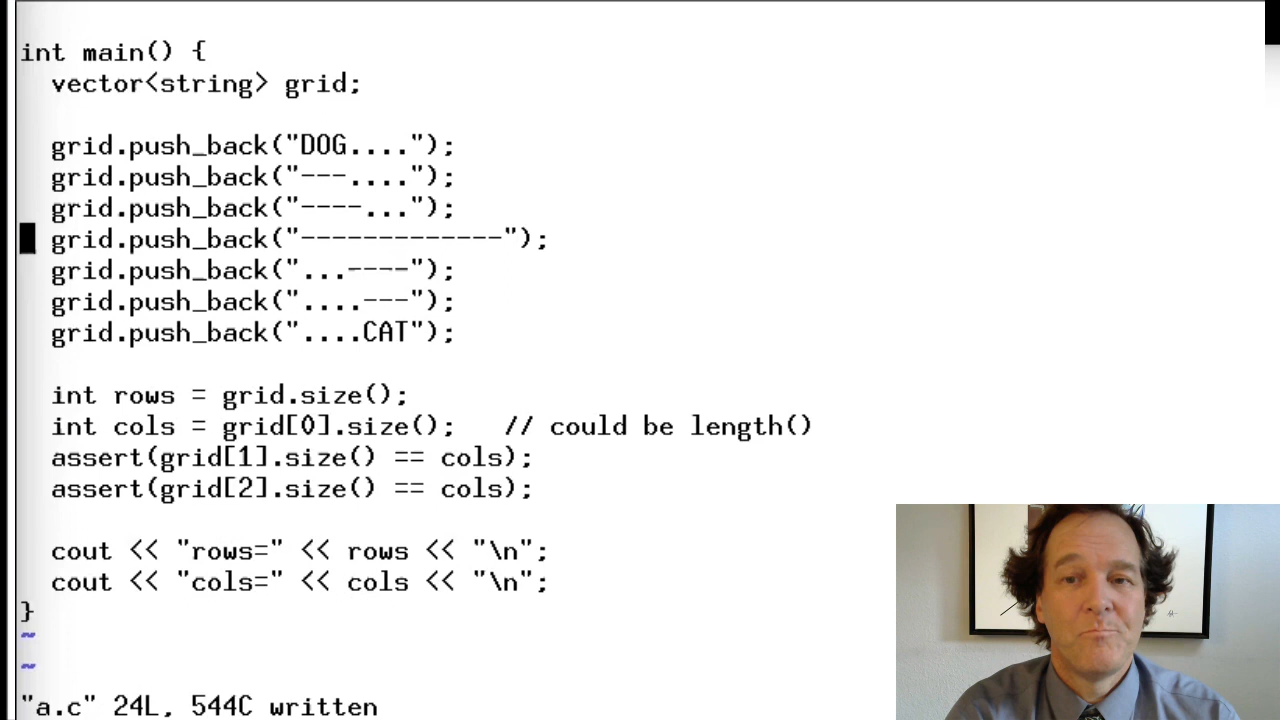 int main() {
vector<string> grid;
grid.push_back("DOG....");
grid.push_back("---....");
grid.push_back("----...");
grid.push_back("-------------");
grid.push_back("...----");
grid.push_back("....---");
grid.push_back("....CAT");
int rows = grid.size();
int cols = grid[0].size();   // could be length()
assert(grid[1].size() == cols);
assert(grid[2].size() == cols);
cout << "rows=" << rows << "\n";
cout << "cols=" << cols << "\n";
}
~
~
"a.c" 24L, 544C written